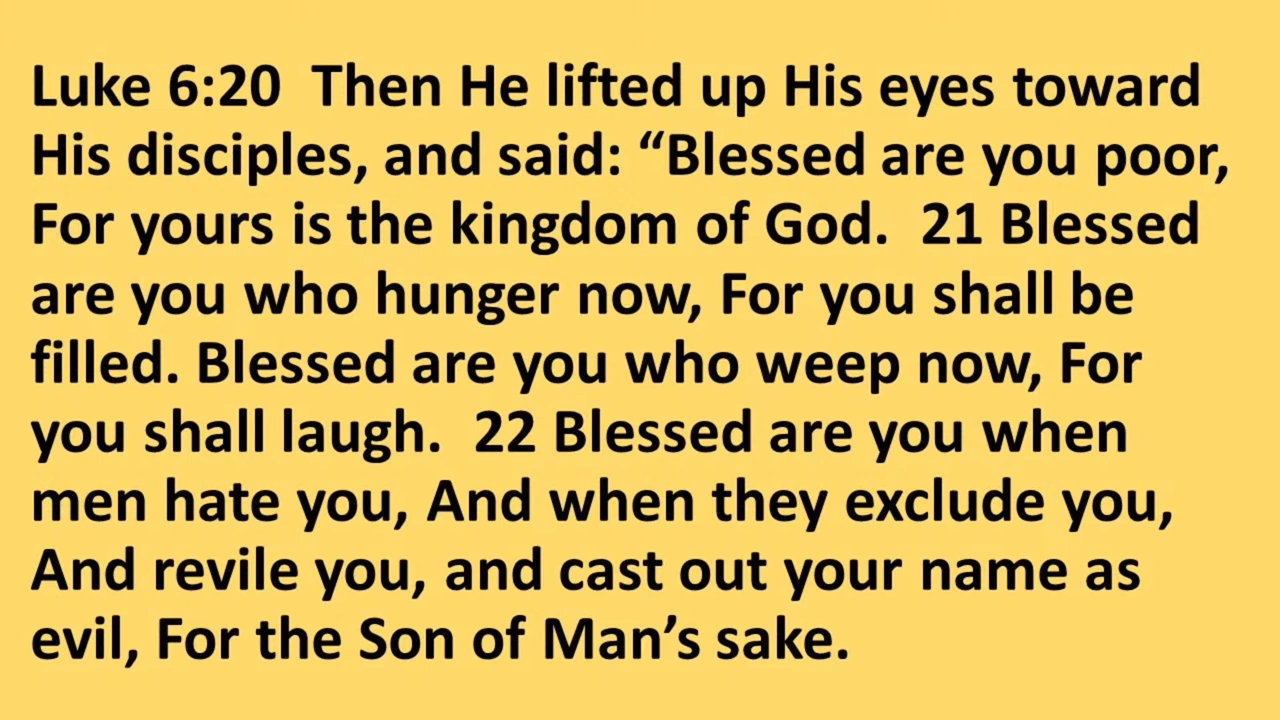 Luke 6:20  Then He lifted up His eyes toward
His disciples, and said: “Blessed are you poor,
For yours is the kingdom of God.  21 Blessed
are you who hunger now, For you shall be
filled. Blessed are you who weep now, For
you shall laugh.  22 Blessed are you when
men hate you, And when they exclude you,
And revile you, and cast out your name as
evil, For the Son of Man’s sake.